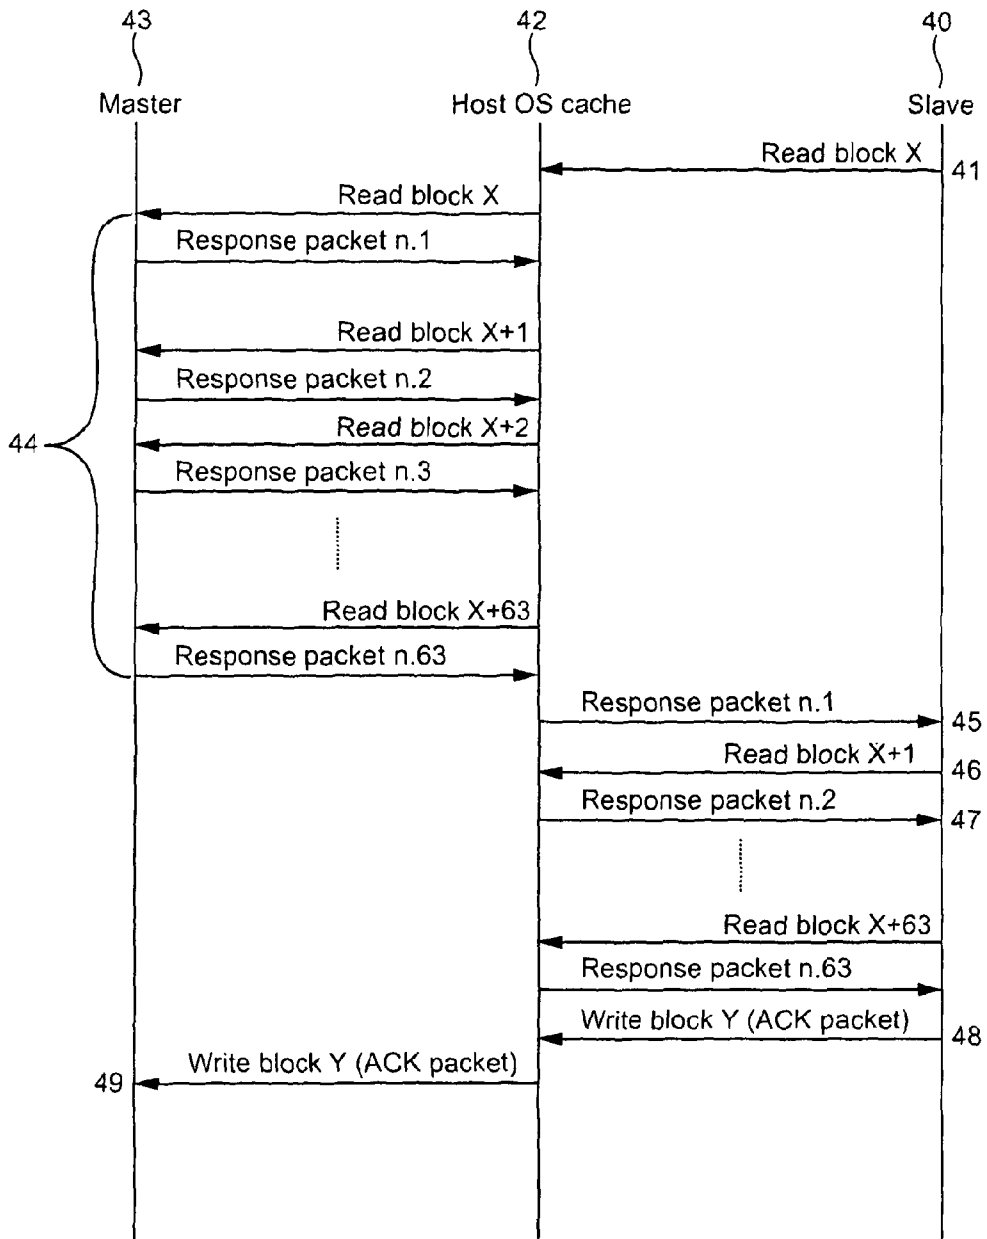 43 42 40
Master Host OS cache Slave
Read block X 41
Read block X
Response packet n.1
Read block X+1
Response packet n.2
44 Read block X+2
Response packet n.3
Read block X+63
Response packet n.63
Response packet n.1 45
Read block X+1 46
Response packet n.2 47
Read block X+63
Response packet n.63
Write block Y (ACK packet) 48
49 Write block Y (ACK packet)